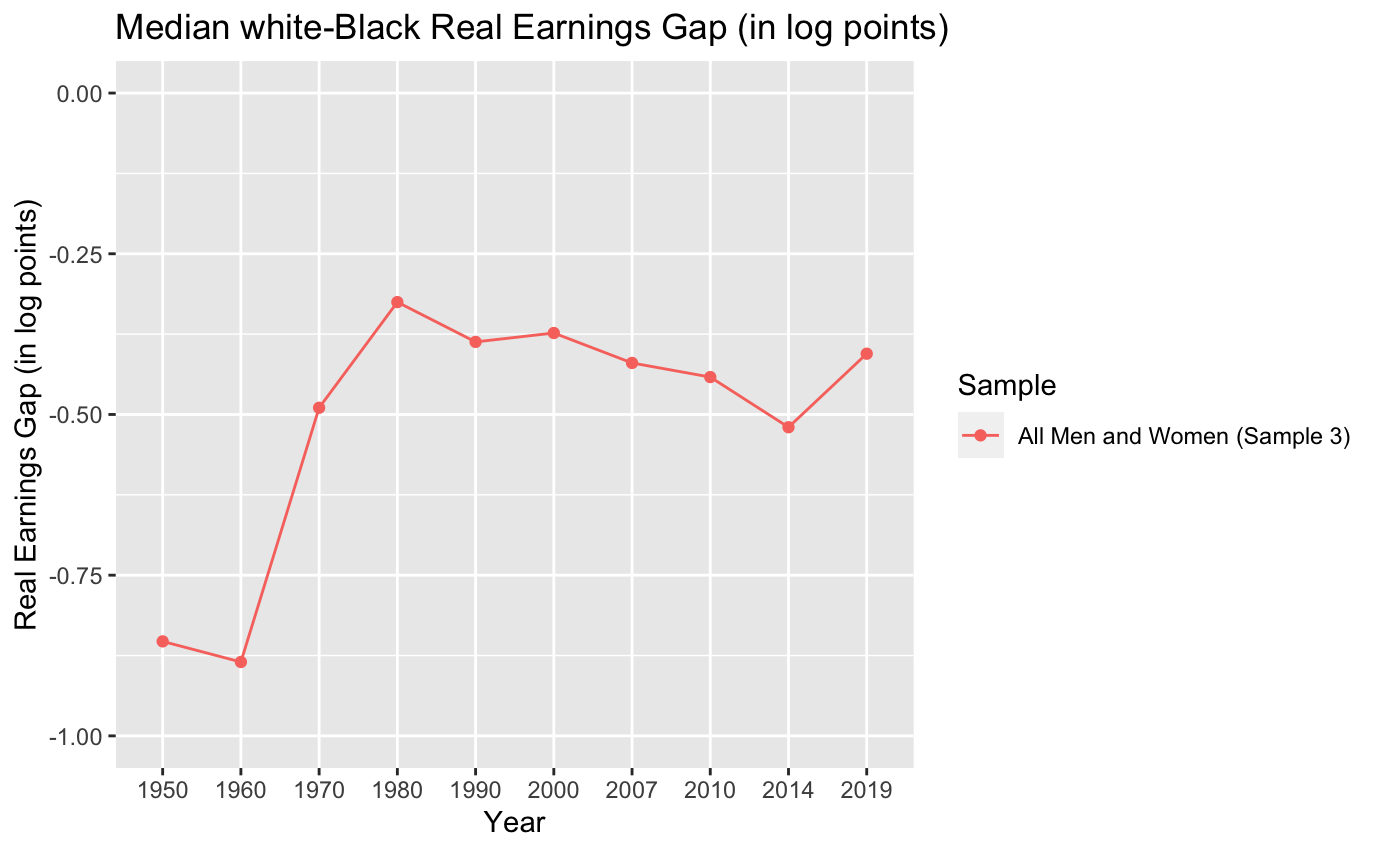 Median white-Black Real Earnings Gap (in log points)
Real Earnings Gap (in log points)
0.00
-0.25
-0.50
-0.75
-1.00
1950 1960 1970 1980 1990 2000 2007 2010 2014 2019
Year
Sample
All Men and Women (Sample 3)